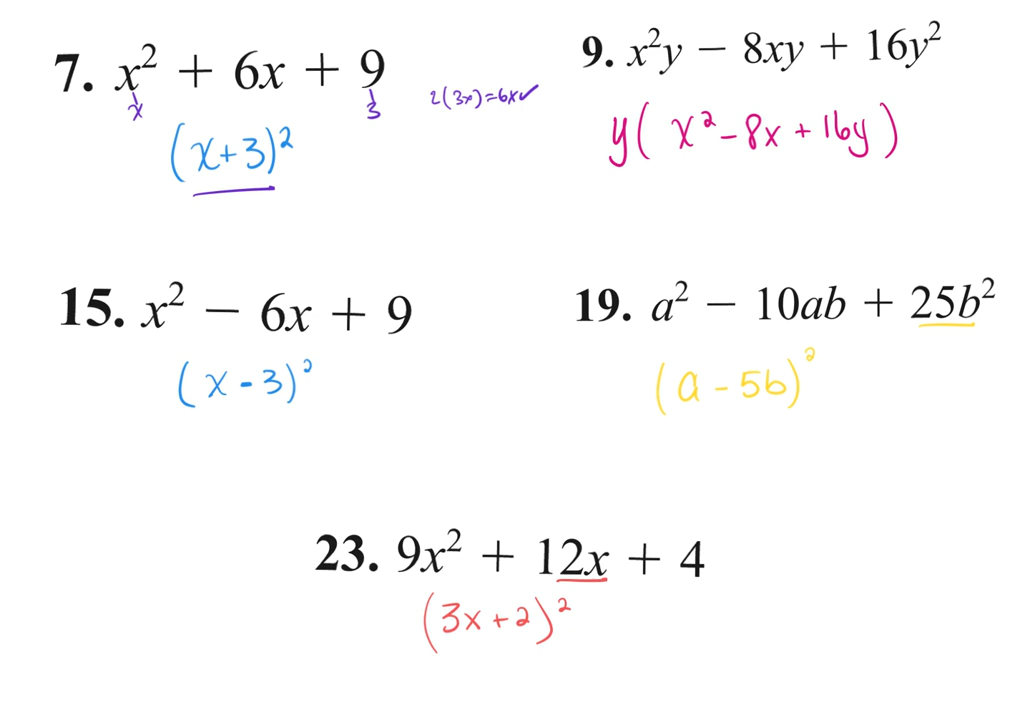 7. x² + 6x + 9
x
3
2(3x)=6x✓
(x+3)²
9. x²y − 8xy + 16y²
y( x² - 8x + 16y )
15. x² − 6x + 9
( x - 3)²
19. a² − 10ab + 25b²
( a - 5b)²
23. 9x² + 12x + 4
(3x + 2)²